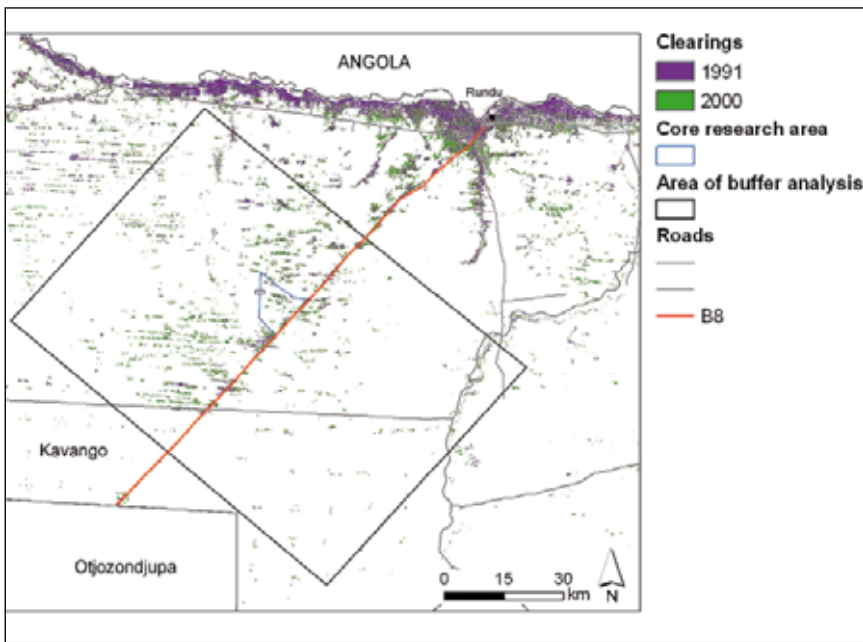 ANGOLA
Rundu
Kavango
Otjozondjupa
0 15 30
km
N
Clearings
1991
2000
Core research area
Area of buffer analysis
Roads
B8